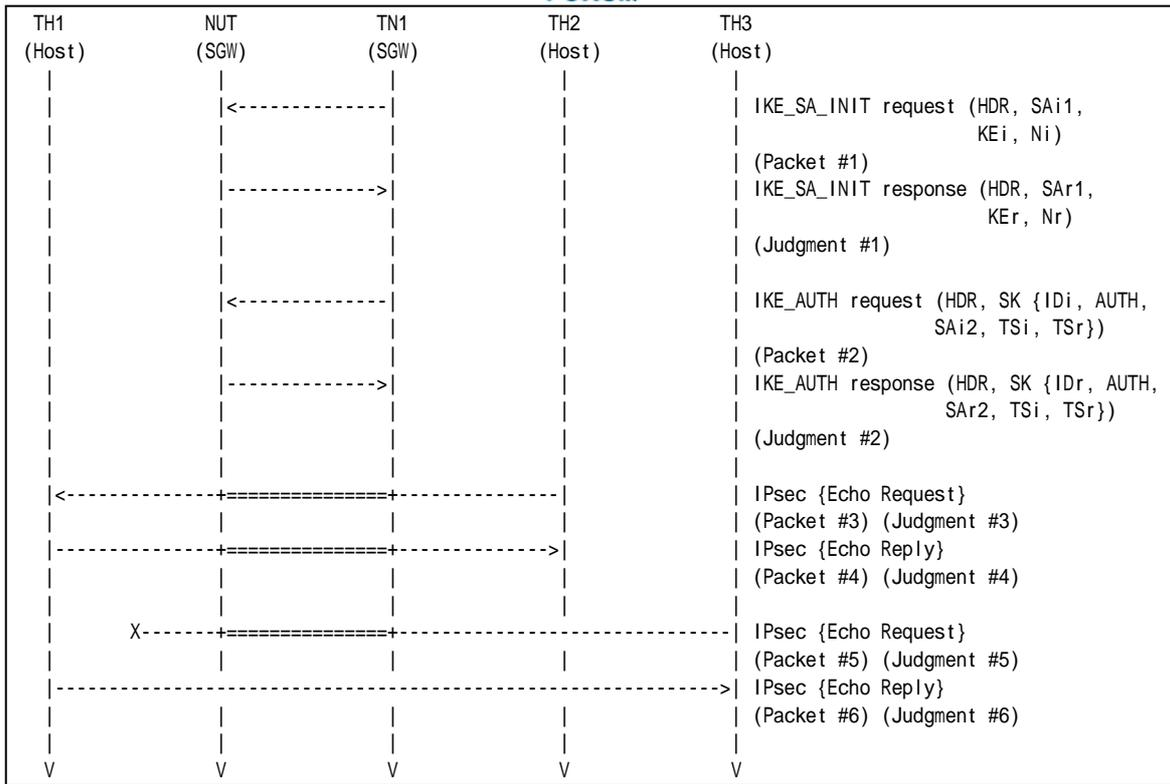 TH1 NUT TN1 TH2 TH3
(Host) (SGW) (SGW) (Host) (Host)
IKE_SA_INIT request (HDR, SAi1,
KEi, Ni)
(Packet #1)
IKE_SA_INIT response (HDR, SAr1,
KEr, Nr)
(Judgment #1)
IKE_AUTH request (HDR, SK {IDi, AUTH,
SAi2, TSi, TSr})
(Packet #2)
IKE_AUTH response (HDR, SK {IDr, AUTH,
SAr2, TSi, TSr})
(Judgment #2)
IPsec {Echo Request}
(Packet #3) (Judgment #3)
IPsec {Echo Reply}
(Packet #4) (Judgment #4)
X IPsec {Echo Request}
(Packet #5) (Judgment #5)
IPsec {Echo Reply}
(Packet #6) (Judgment #6)
V V V V V